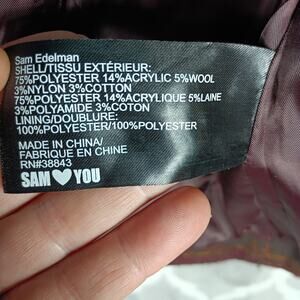 Sam Edelman
SHELL/TISSU EXTÉRIEUR:
75%POLYESTER 14%ACRYLIC 5%WOOL
3%NYLON 3%COTTON
75%POLYESTER 14%ACRYLIQUE 5%LAINE
3%POLYAMIDE 3%COTON
LINING/DOUBLURE:
100%POLYESTER/100%POLYESTER
MADE IN CHINA/
FABRIQUE EN CHINE
RN#38843
SAM♥YOU